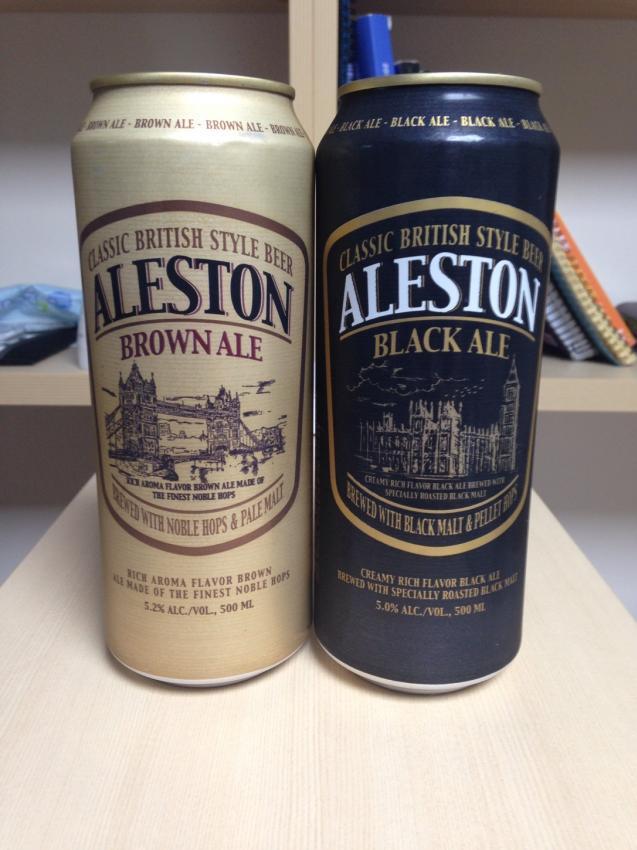 BROWN ALE - BROWN ALE - BROWN ALE - BROWN
CLASSIC BRITISH STYLE BEER
ALESTON
BROWN ALE
RICH AROMA FLAVOR BROWN ALE MADE OF
THE FINEST NOBLE HOPS
BREWED WITH NOBLE HOPS & PALE MALT
RICH AROMA FLAVOR BROWN
ALE MADE OF THE FINEST NOBLE HOPS
5.2% ALC./VOL., 500 ML
- BLACK ALE - BLACK ALE - BLACK ALE - BLACK
CLASSIC BRITISH STYLE BEER
ALESTON
BLACK ALE
CREAMY RICH FLAVOR BLACK ALE BREWED WITH
SPECIALLY ROASTED BLACK MALT
BREWED WITH BLACK MALT & PELLET HOPS
CREAMY RICH FLAVOR BLACK ALE
BREWED WITH SPECIALLY ROASTED BLACK MALT
5.0% ALC./VOL., 500 ML